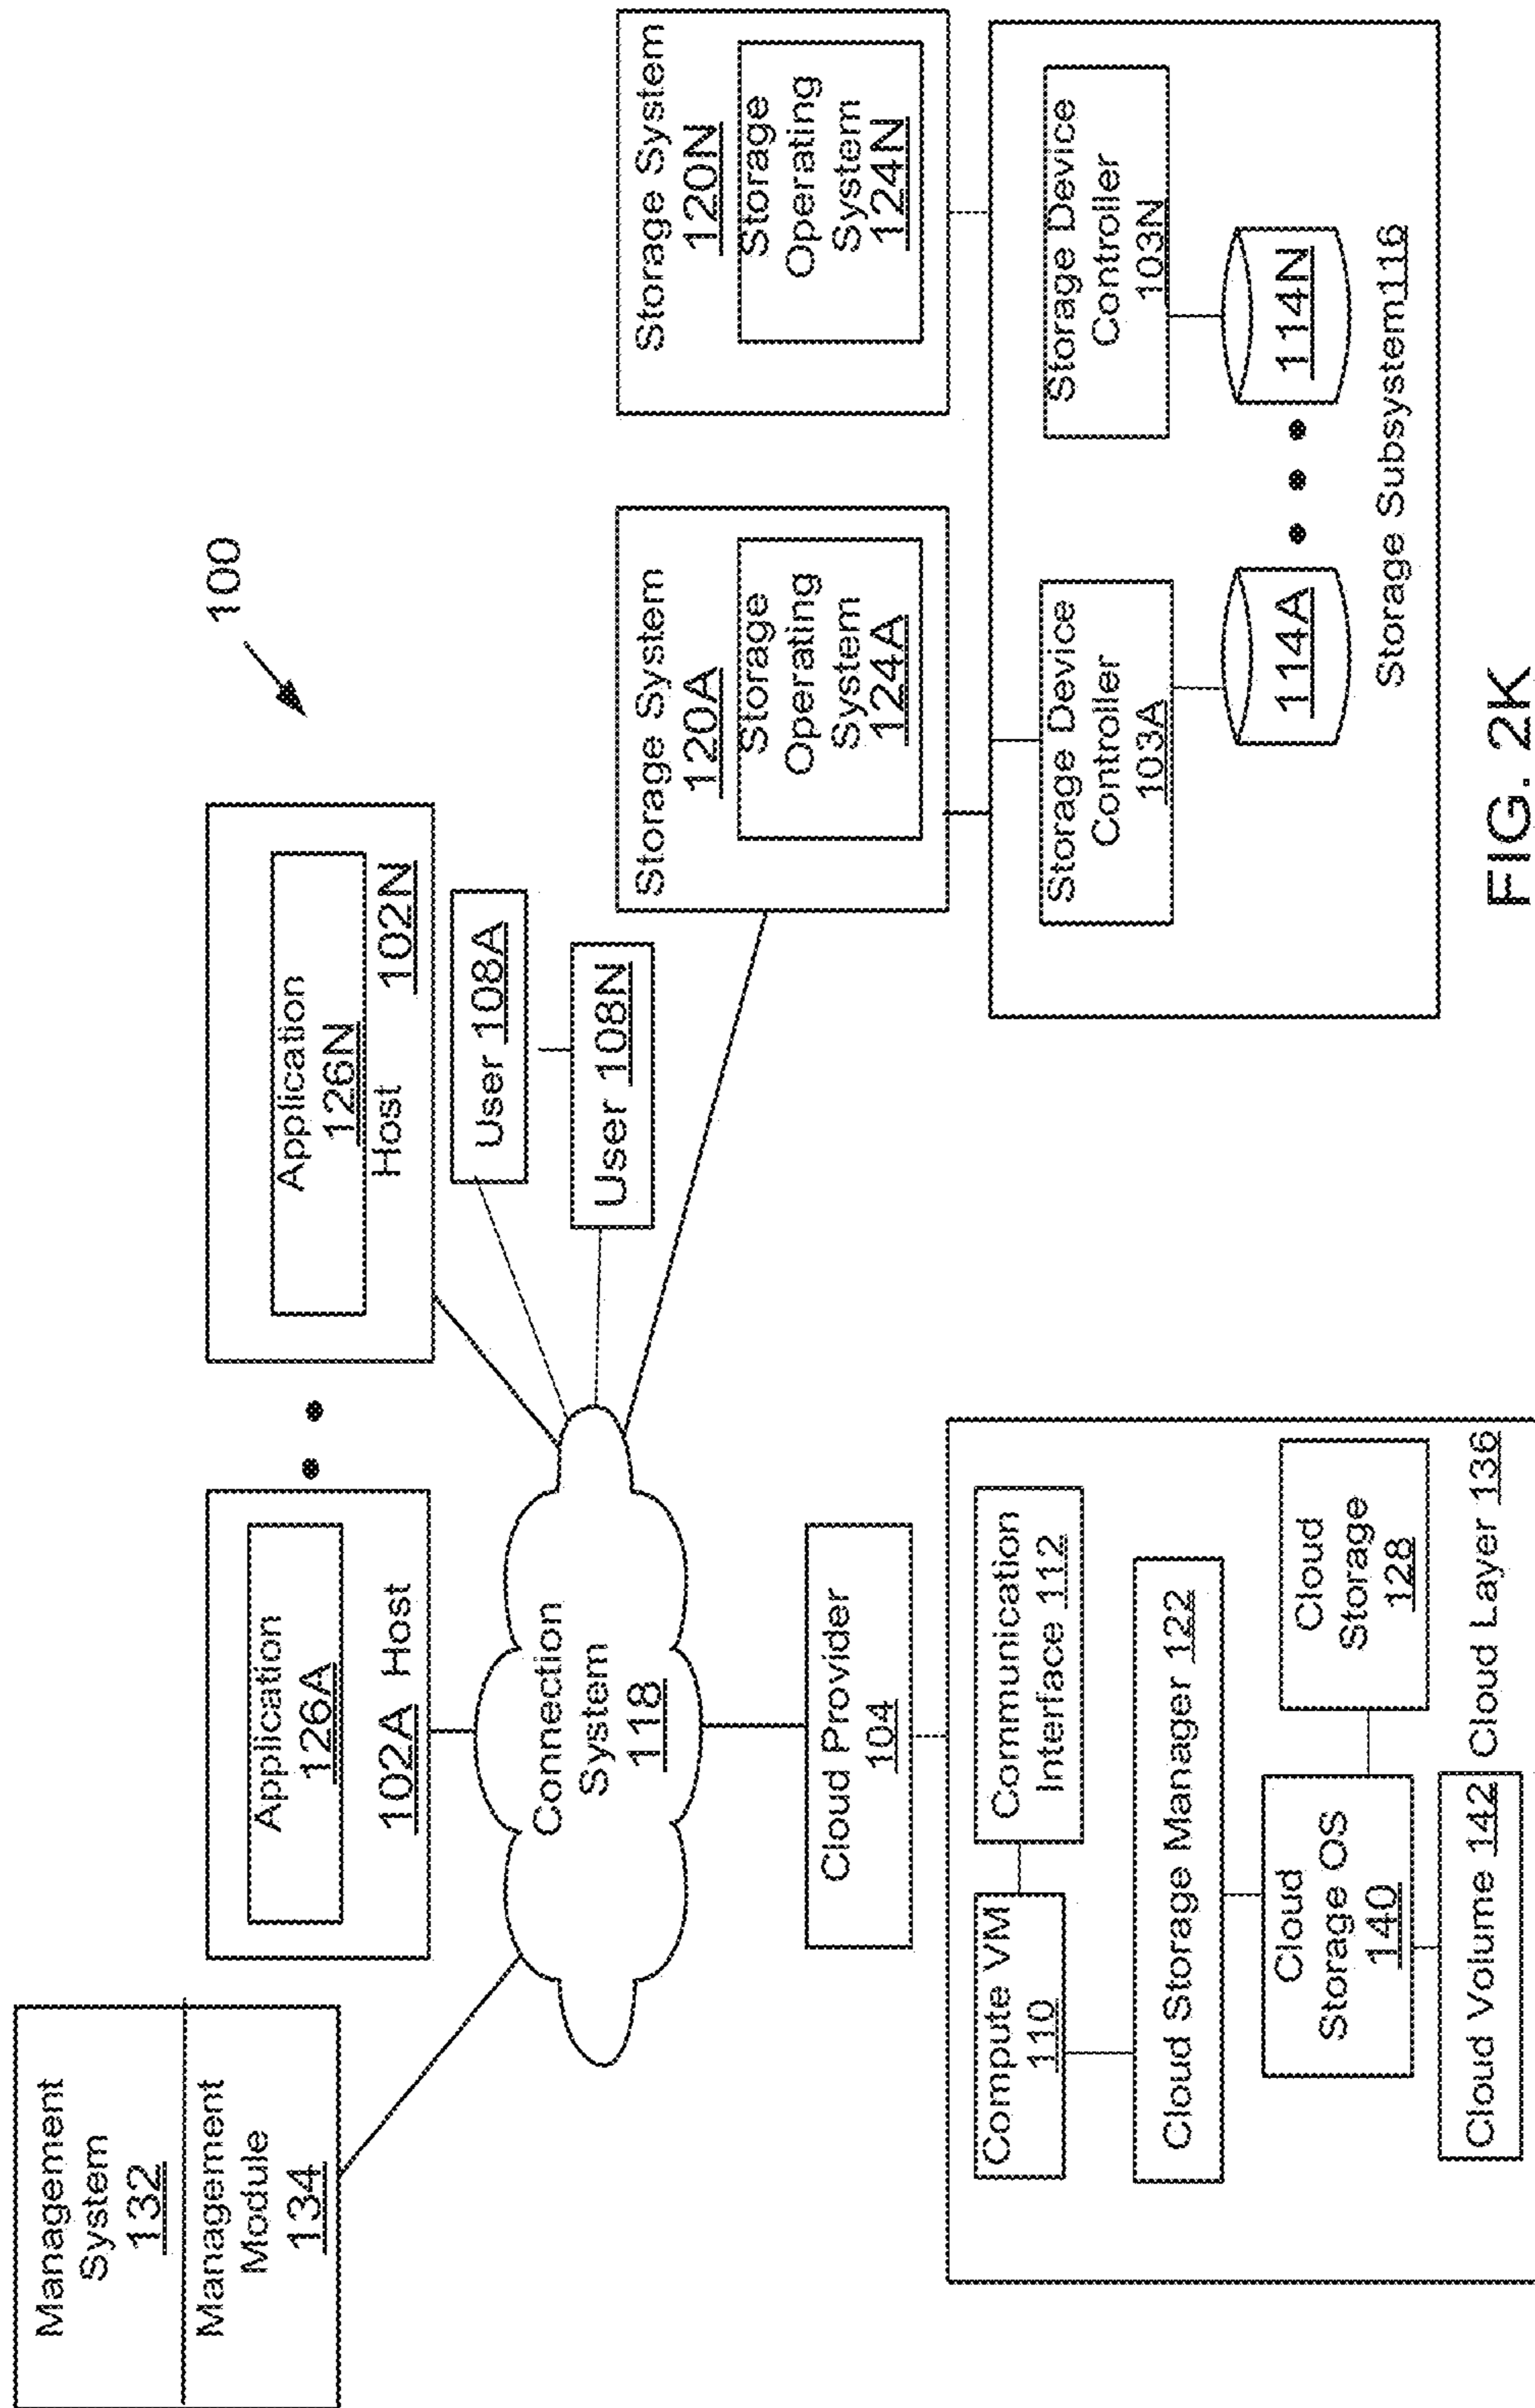 100
Management
System
132
Management
Module
134
Application
126A
102A Host
Application
126N
Host 102N
User 108A
User 108N
Connection
System
118
Storage System
120A
Storage
Operating
System
124A
Storage System
120N
Storage
Operating
System
124N
Cloud Provider
104
Compute VM
110
Communication
Interface 112
Cloud Storage Manager 122
Cloud
Storage OS
140
Cloud
Storage
128
Cloud Volume 142
Cloud Layer 136
Storage Device
Controller
103A
Storage Device
Controller
103N
114A
114N
Storage Subsystem116
FIG. 2K